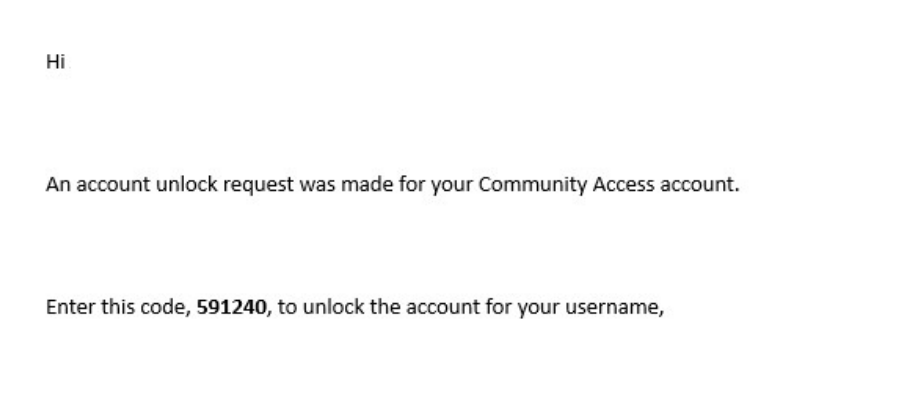 Hi
An account unlock request was made for your Community Access account.
Enter this code, 591240, to unlock the account for your username,